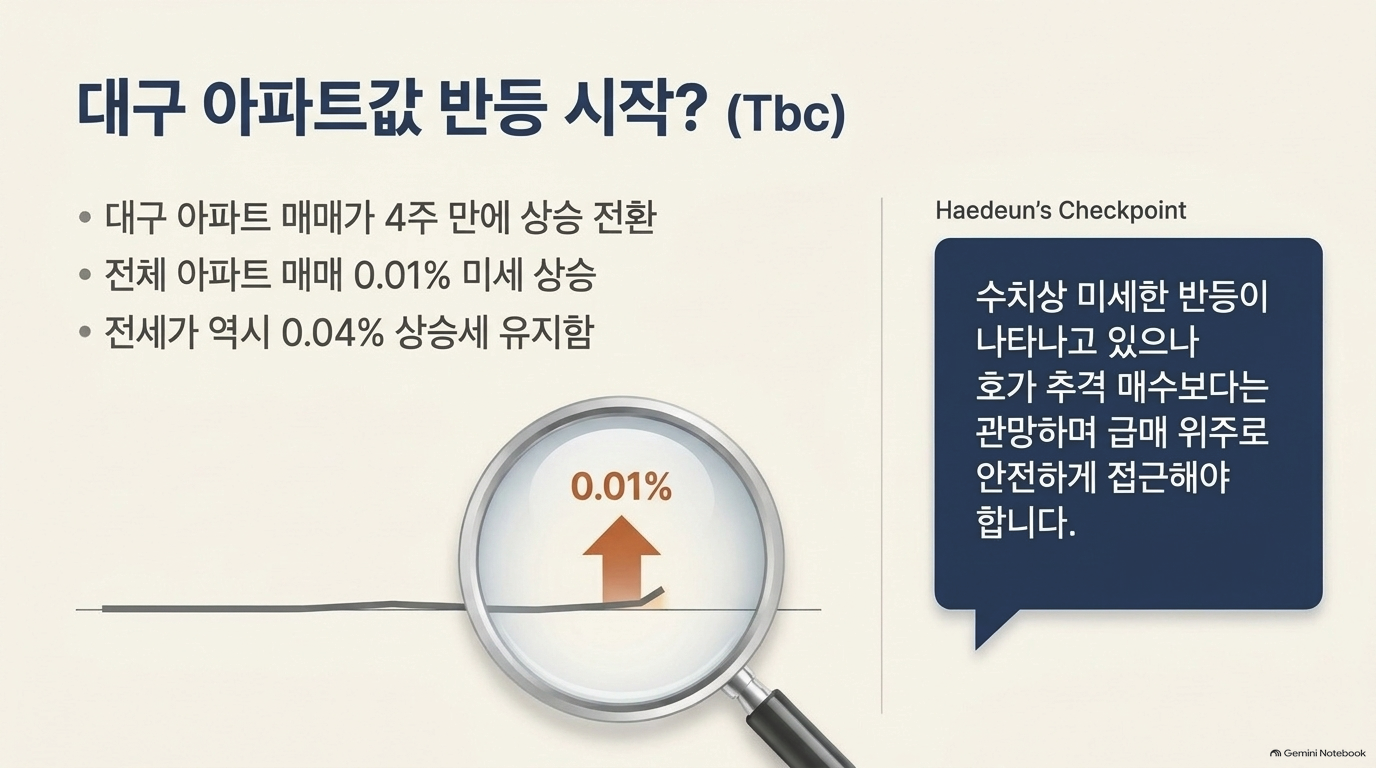 대구 아파트값 반등 시작? (Tbc)
• 대구 아파트 매매가 4주 만에 상승 전환
• 전체 아파트 매매 0.01% 미세 상승
• 전세가 역시 0.04% 상승세 유지함
0.01%
Haedeun's Checkpoint
수치상 미세한 반등이
나타나고 있으나
호가 추격 매수보다는
관망하며 급매 위주로
안전하게 접근해야
합니다.
Gemini Notebook